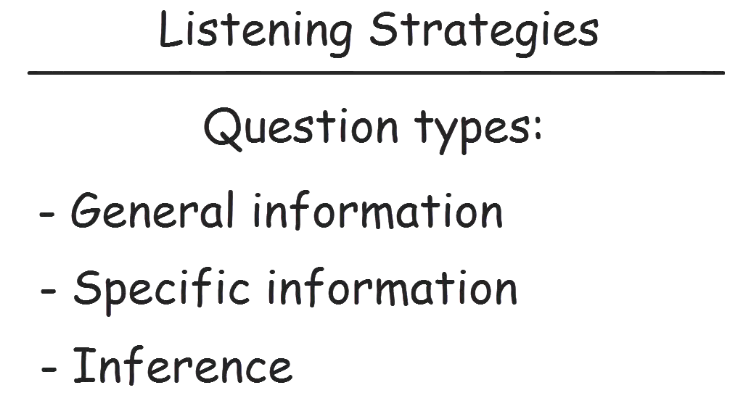 Listening Strategies
Question types:
- General information
- Specific information
- Inference